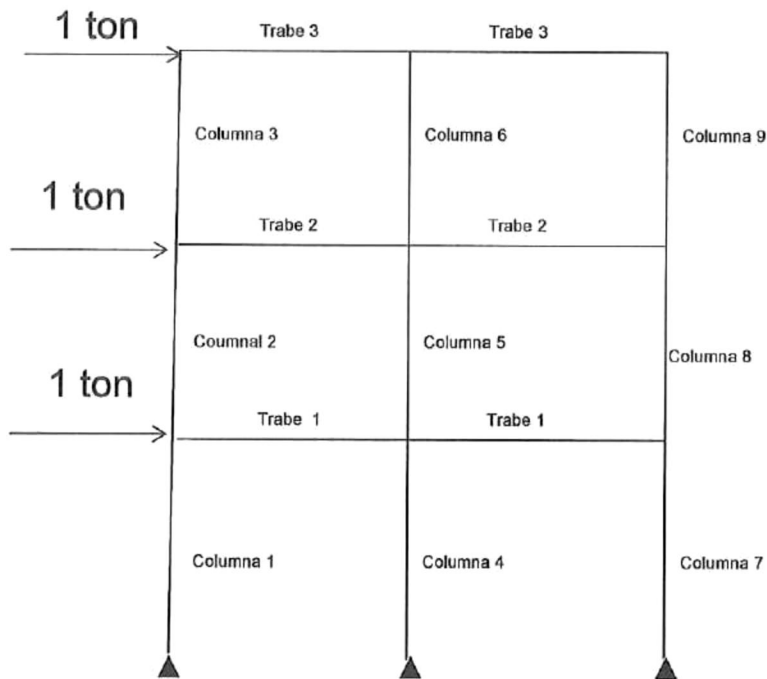 1 ton
Trabe 3
Trabe 3
Columna 3
Columna 6
Columna 9
1 ton
Trabe 2
Trabe 2
Coumnal 2
Columna 5
Columna 8
1 ton
Trabe 1
Trabe 1
Columna 1
Columna 4
Columna 7